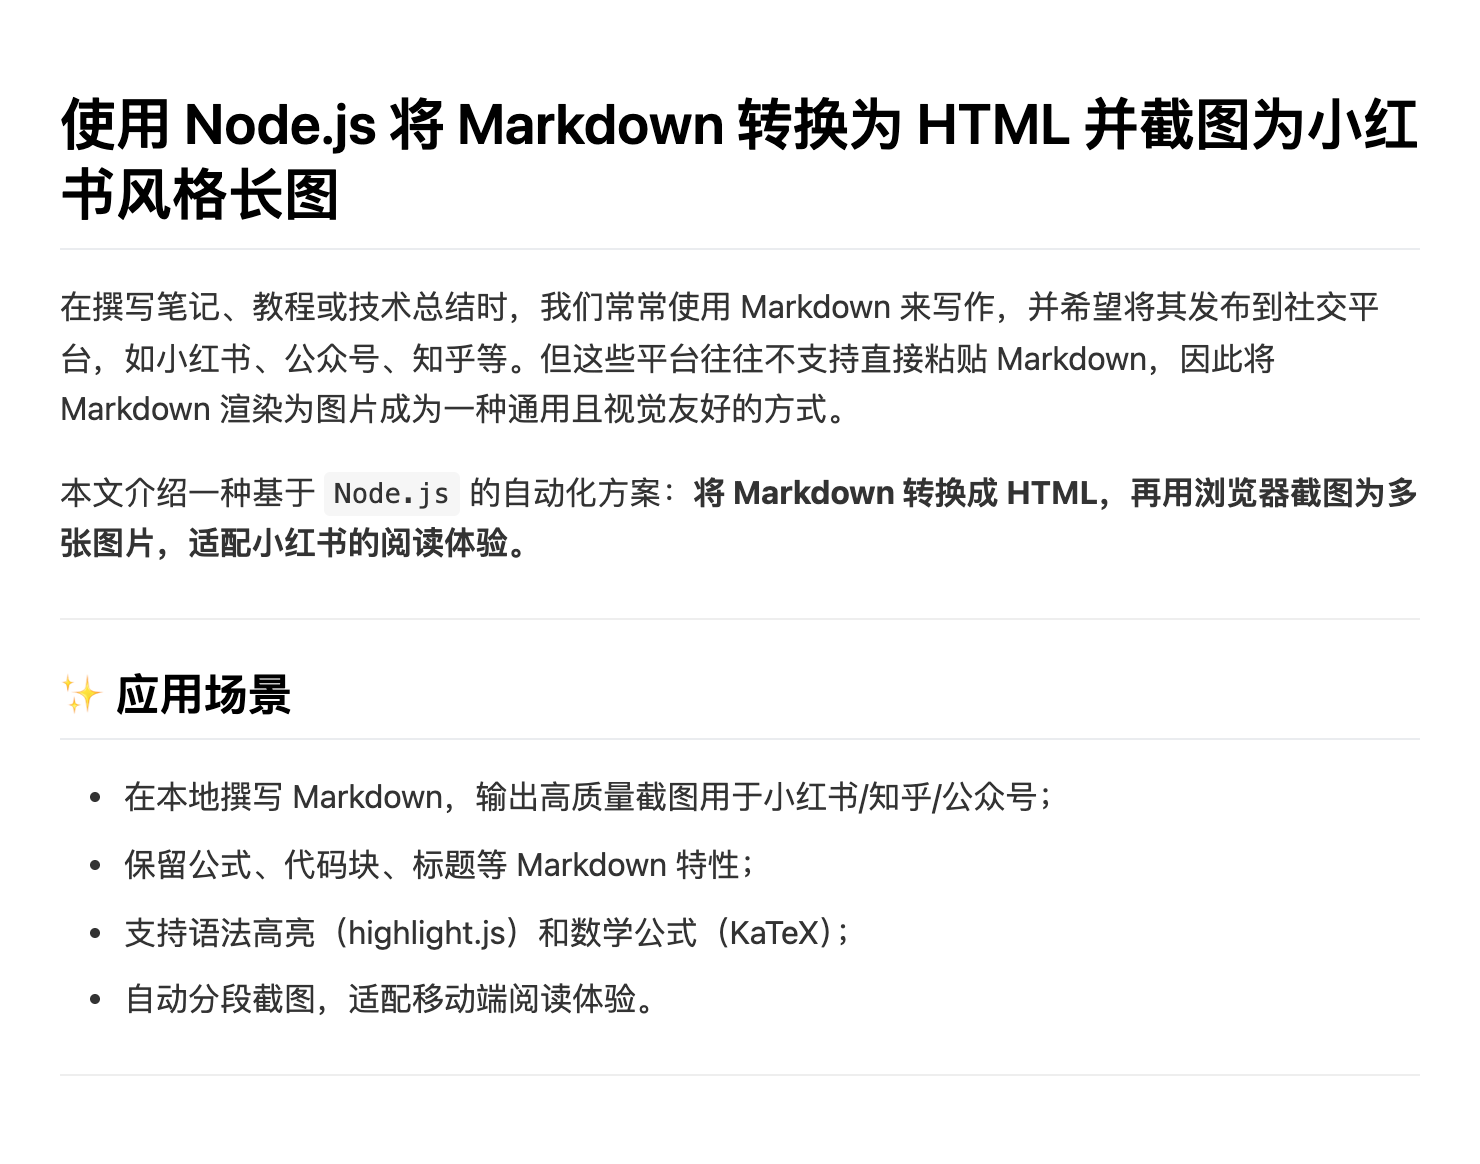 使用 Node.js 将 Markdown 转换为 HTML 并截图为小红
书风格长图
在撰写笔记、教程或技术总结时，我们常常使用 Markdown 来写作，并希望将其发布到社交平
台，如小红书、公众号、知乎等。但这些平台往往不支持直接粘贴 Markdown，因此将
Markdown 渲染为图片成为一种通用且视觉友好的方式。
本文介绍一种基于 Node.js 的自动化方案：将 Markdown 转换成 HTML，再用浏览器截图为多
张图片，适配小红书的阅读体验。
✨ 应用场景
• 在本地撰写 Markdown，输出高质量截图用于小红书/知乎/公众号；
• 保留公式、代码块、标题等 Markdown 特性；
• 支持语法高亮（highlight.js）和数学公式（KaTeX）；
• 自动分段截图，适配移动端阅读体验。